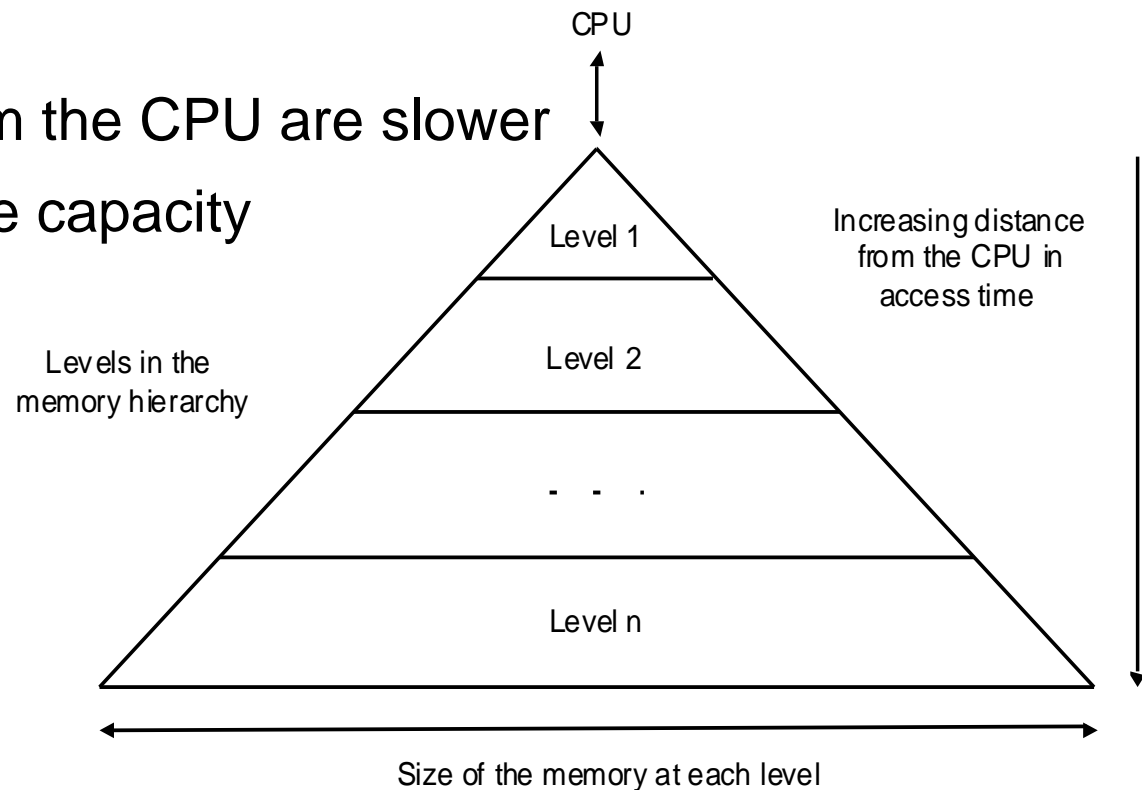 CPU
m the CPU are slower
e capacity
Level 1
Increasing distance
from the CPU in
access time
Levels in the
memory hierarchy
Level 2
- - .
Level n
Size of the memory at each level